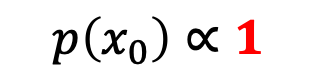 p(x₀) ∝ 1